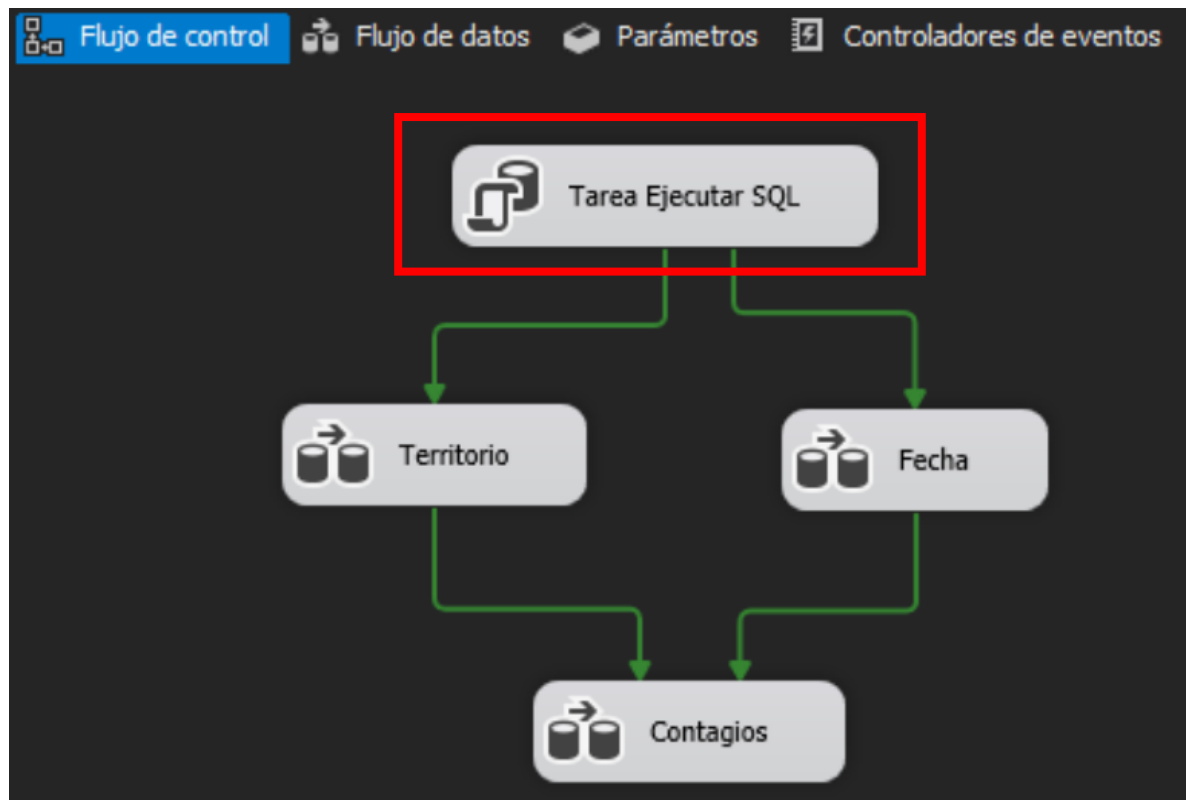 Flujo de control Flujo de datos Parámetros Controladores de eventos
Tarea Ejecutar SQL
Territorio
Fecha
Contagios